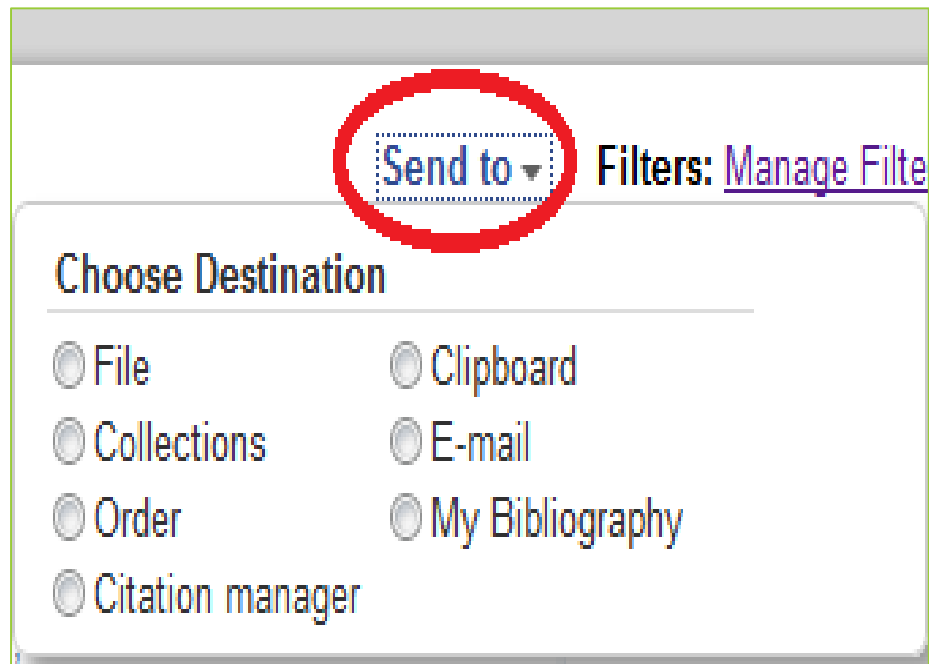 Send to Filters: Manage Filte
Choose Destination
File Clipboard
Collections E-mail
Order My Bibliography
Citation manager